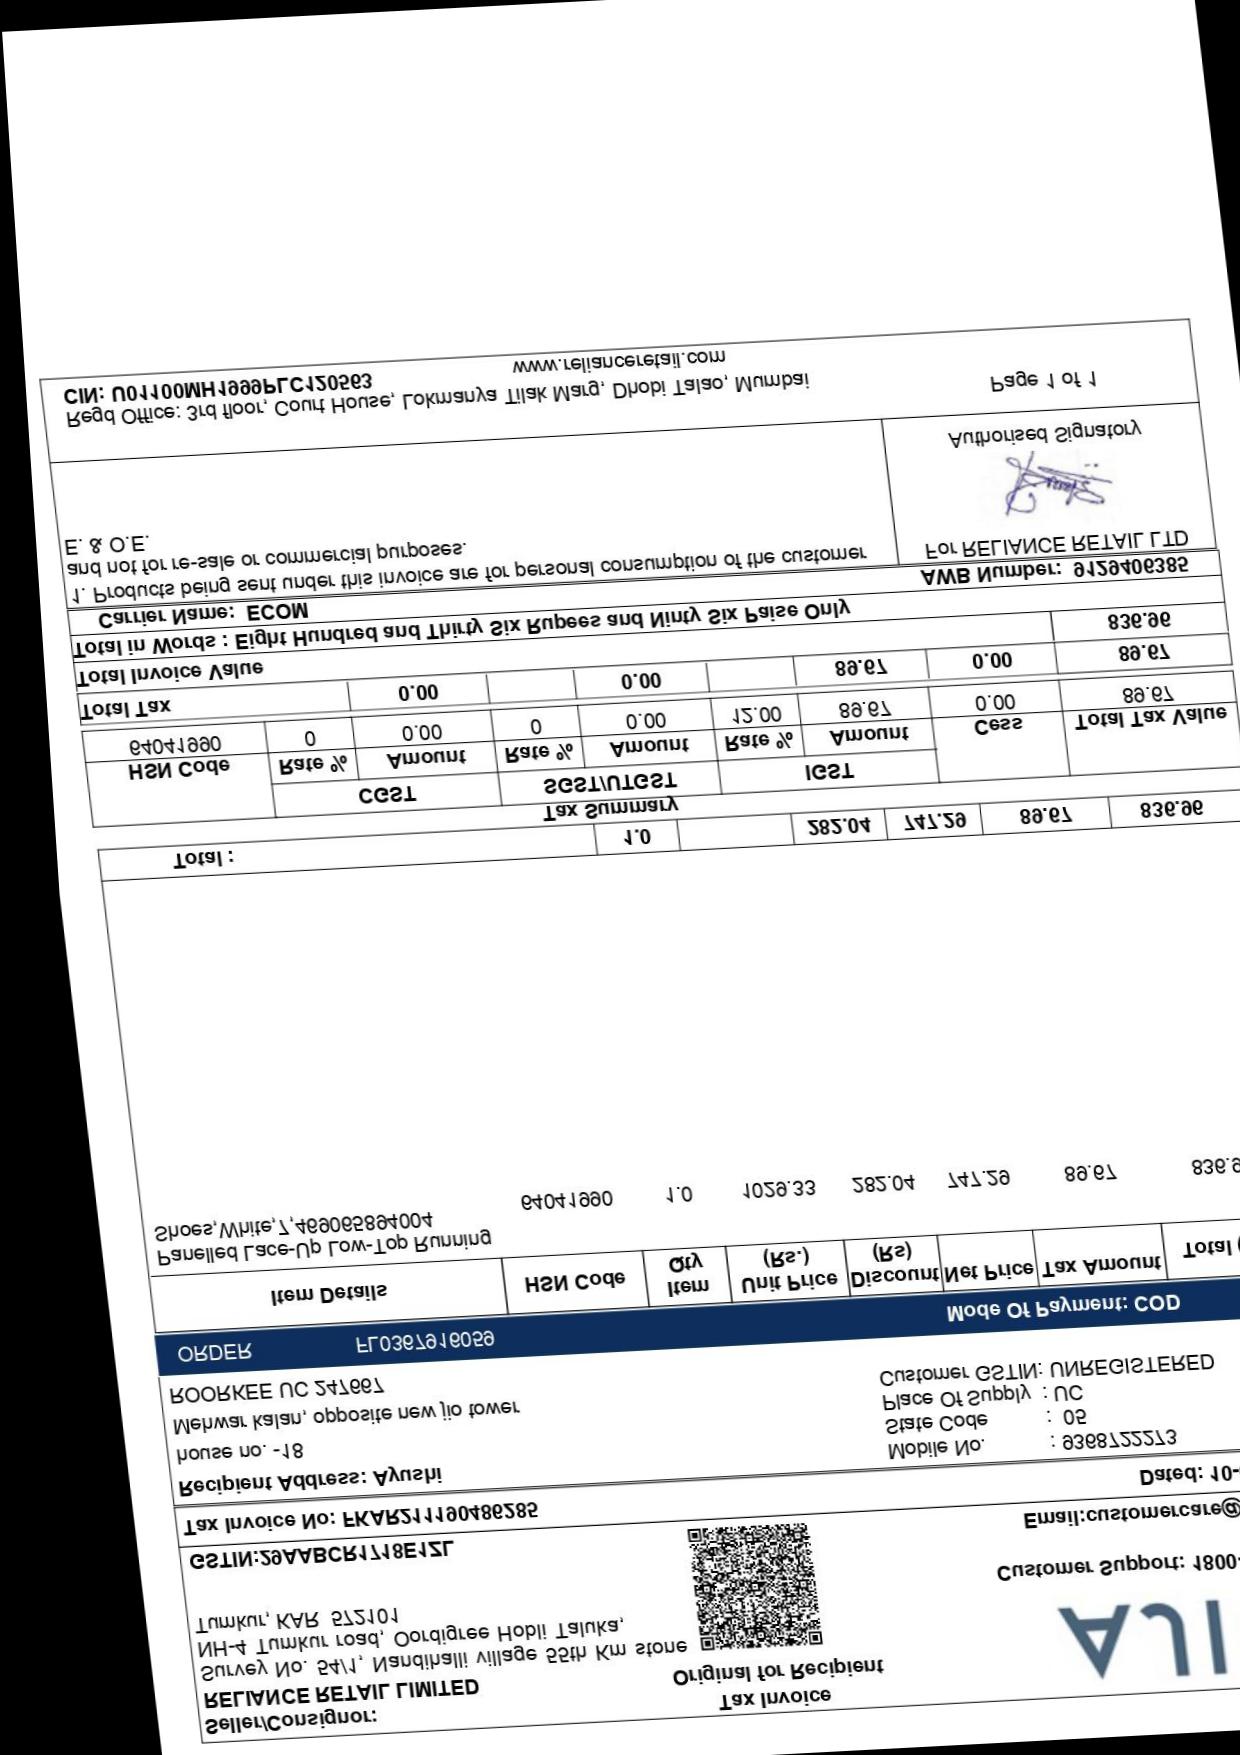 Tax Invoice
Original for Recipient
AJI
Seller/Consignor:
RELIANCE RETAIL LIMITED
Survey No. 54/1, Nandihalli village 55th Km stone
NH-4 Tumkur road, Oordigree Hobli Taluka,
Tumkur, KAR 572101
GSTIN:29AABCR1718E1ZL
Customer Support: 1800-
Email:customercare@
Tax Invoice No: FKAR211190486285
Dated: 10-
Recipient Address: Ayushi
house no. -18
Mehwar kalan, opposite new jio tower
ROORKEE UC 247667
Mobile No. : 9368722273
State Code : 05
Place Of Supply : UC
Customer GSTIN: UNREGISTERED
ORDER FL0367916059 Mode Of Payment: COD
Item Details HSN Code Item Qty Unit Price (Rs.) Discount (Rs) Net Price Tax Amount Total (
Panelled Lace-Up Low-Top Running
Shoes,White,7,469065894004 64041990 1.0 1029.33 282.04 747.29 89.67 836.9
Total : 1.0 282.04 747.29 89.67 836.96
Tax Summary
HSN Code CGST SGST/UTGST IGST Cess Total Tax Value
Rate % Amount Rate % Amount Rate % Amount
64041990 0 0.00 0 0.00 12.00 89.67 0.00 89.67
Total Tax 0.00 0.00 89.67 0.00 89.67
Total Invoice Value 836.96
Total in Words : Eight Hundred and Thirty Six Rupees and Ninty Six Paise Only
Carrier Name: ECOM AWB Number: 9129406385
1. Products being sent under this invoice are for personal consumption of the customer
and not for re-sale or commercial purposes.
E. & O.E.
For RELIANCE RETAIL LTD
Authorised Signatory
Regd Office: 3rd floor, Court House, Lokmanya Tilak Marg, Dhobi Talao, Mumbai
CIN: U01100MH1999PLC120563 www.relianceretail.com
Page 1 of 1